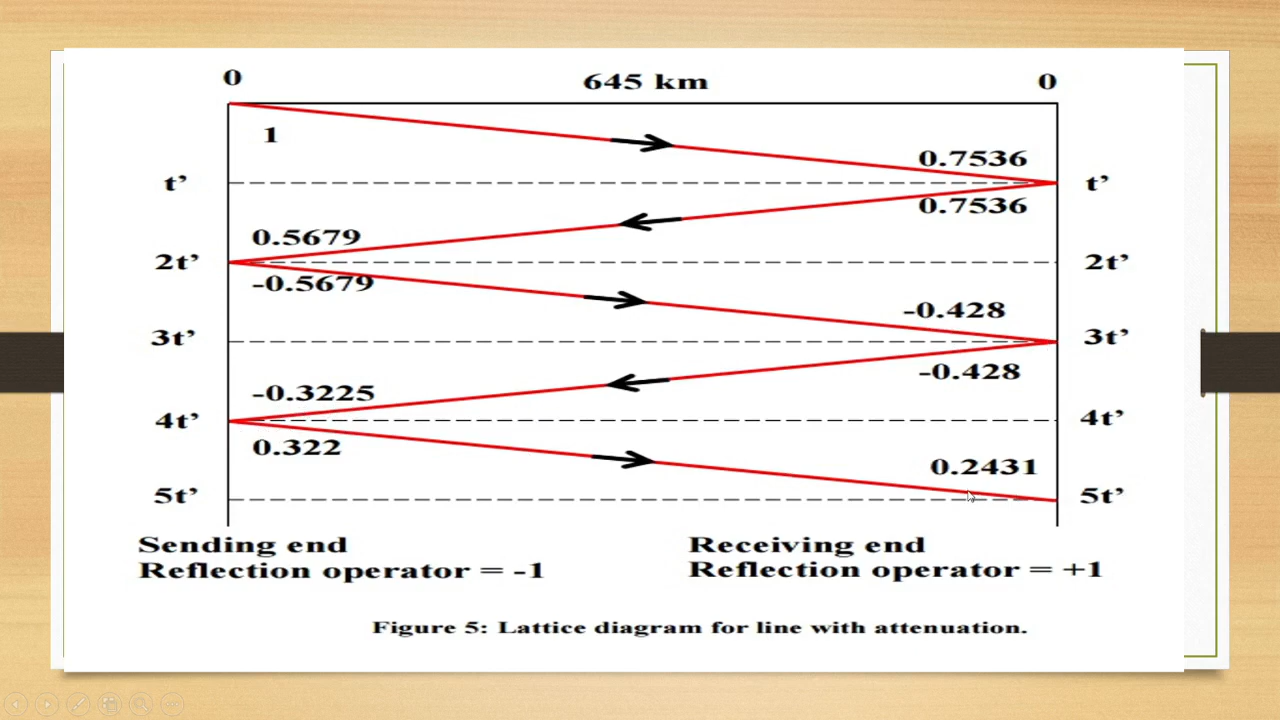 0 645 km 0
1
0.7536
t’ t’
0.7536
0.5679
2t’ 2t’
-0.5679
-0.428
3t’ 3t’
-0.428
-0.3225
4t’ 4t’
0.322
0.2431
5t’ 5t’
Sending end Receiving end
Reflection operator = -1 Reflection operator = +1
Figure 5: Lattice diagram for line with attenuation.